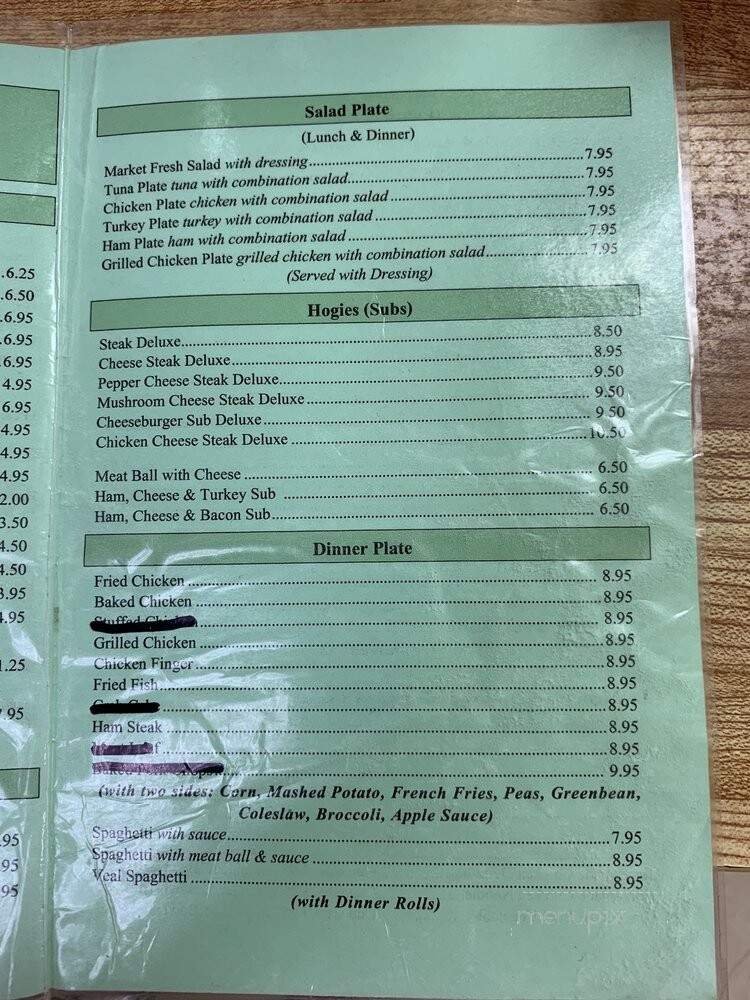 Salad Plate
(Lunch & Dinner)
Market Fresh Salad with dressing 7.95
Tuna Plate tuna with combination salad 7.95
Chicken Plate chicken with combination salad 7.95
Turkey Plate turkey with combination salad 7.95
Ham Plate ham with combination salad 7.95
Grilled Chicken Plate grilled chicken with combination salad 7.95
(Served with Dressing)
Hogies (Subs)
Steak Deluxe 8.50
Cheese Steak Deluxe 8.95
Pepper Cheese Steak Deluxe 9.50
Mushroom Cheese Steak Deluxe 9.50
Cheeseburger Sub Deluxe 9.50
Chicken Cheese Steak Deluxe 10.50
Meat Ball with Cheese 6.50
Ham, Cheese & Turkey Sub 6.50
Ham, Cheese & Bacon Sub 6.50
Dinner Plate
Fried Chicken 8.95
Baked Chicken 8.95
8.95
Grilled Chicken 8.95
Chicken Finger 8.95
Fried Fish 8.95
8.95
Ham Steak 8.95
8.95
9.95
(with two sides: Corn, Mashed Potato, French Fries, Peas, Greenbean,
Coleslaw, Broccoli, Apple Sauce)
Spaghetti with sauce 7.95
Spaghetti with meat ball & sauce 8.95
Veal Spaghetti 8.95
(with Dinner Rolls)
6.25
6.50
6.95
6.95
6.95
4.95
6.95
4.95
4.95
4.95
2.00
3.50
4.50
4.50
3.95
4.95
1.25
7.95
95
95
95
menupix